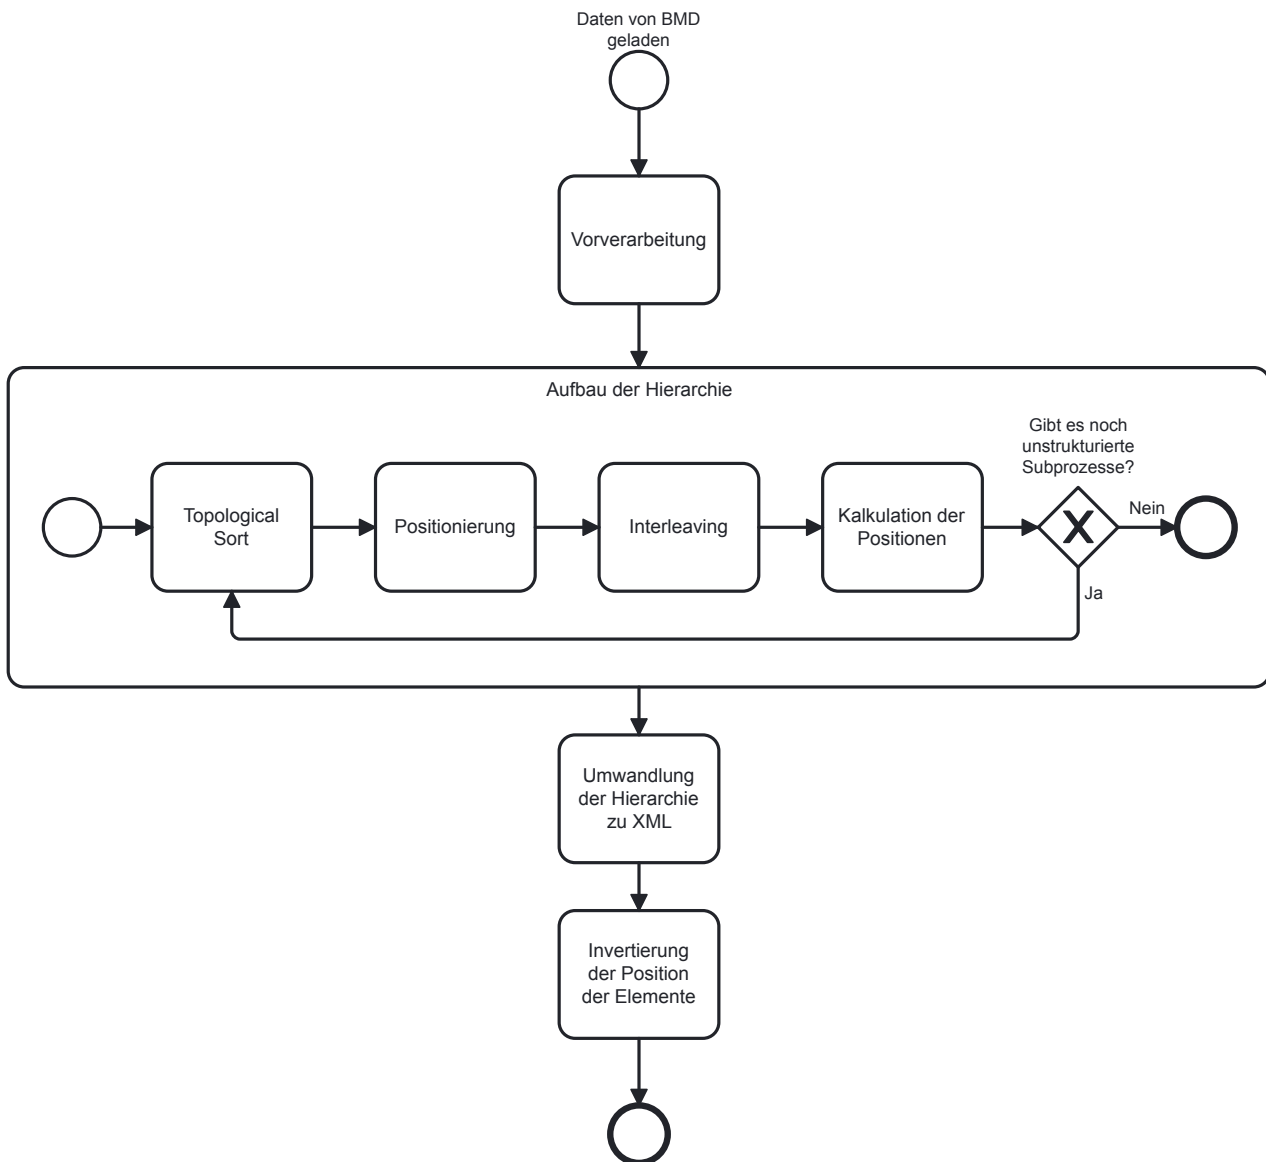 Daten von BMD
geladen
Vorverarbeitung
Aufbau der Hierarchie
Topological
Sort
Positionierung
Interleaving
Kalkulation der
Positionen
Gibt es noch
unstrukturierte
Subprozesse?
Nein
Ja
Umwandlung
der Hierarchie
zu XML
Invertierung
der Position
der Elemente